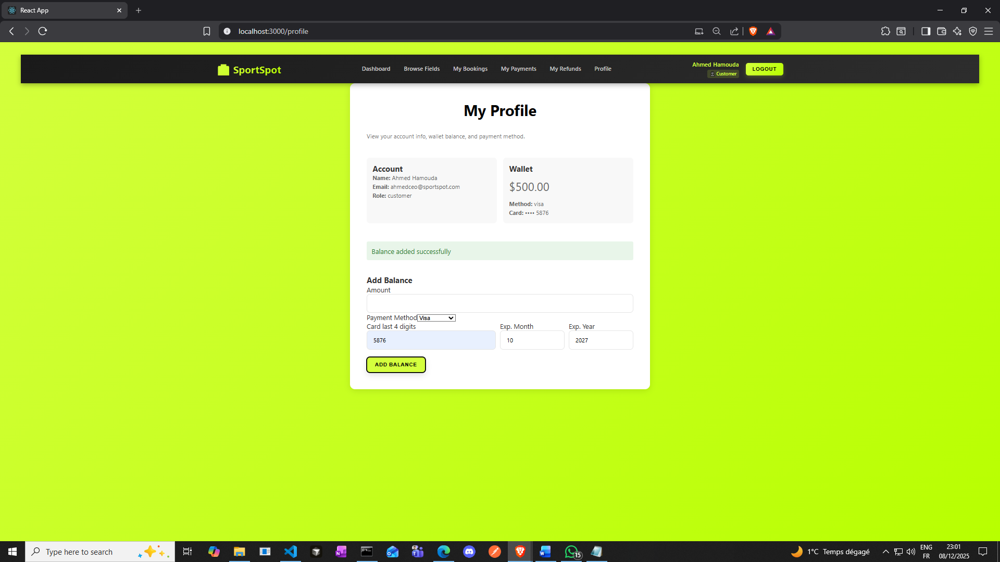 React App
localhost:3000/profile
SportSpot
Dashboard
Browse Fields
My Bookings
My Payments
My Refunds
Profile
Ahmed Hamouda
Customer
LOGOUT
My Profile
View your account info, wallet balance, and payment method.
Account
Name: Ahmed Hamouda
Email: ahmedceo@sportspot.com
Role: customer
Wallet
$500.00
Method: visa
Card: •••• 5876
Balance added successfully
Add Balance
Amount
Payment Method Visa
Card last 4 digits
Exp. Month
Exp. Year
5876
10
2027
ADD BALANCE
Type here to search
15
1°C Temps dégagé
ENG
FR
23:01
08/12/2025